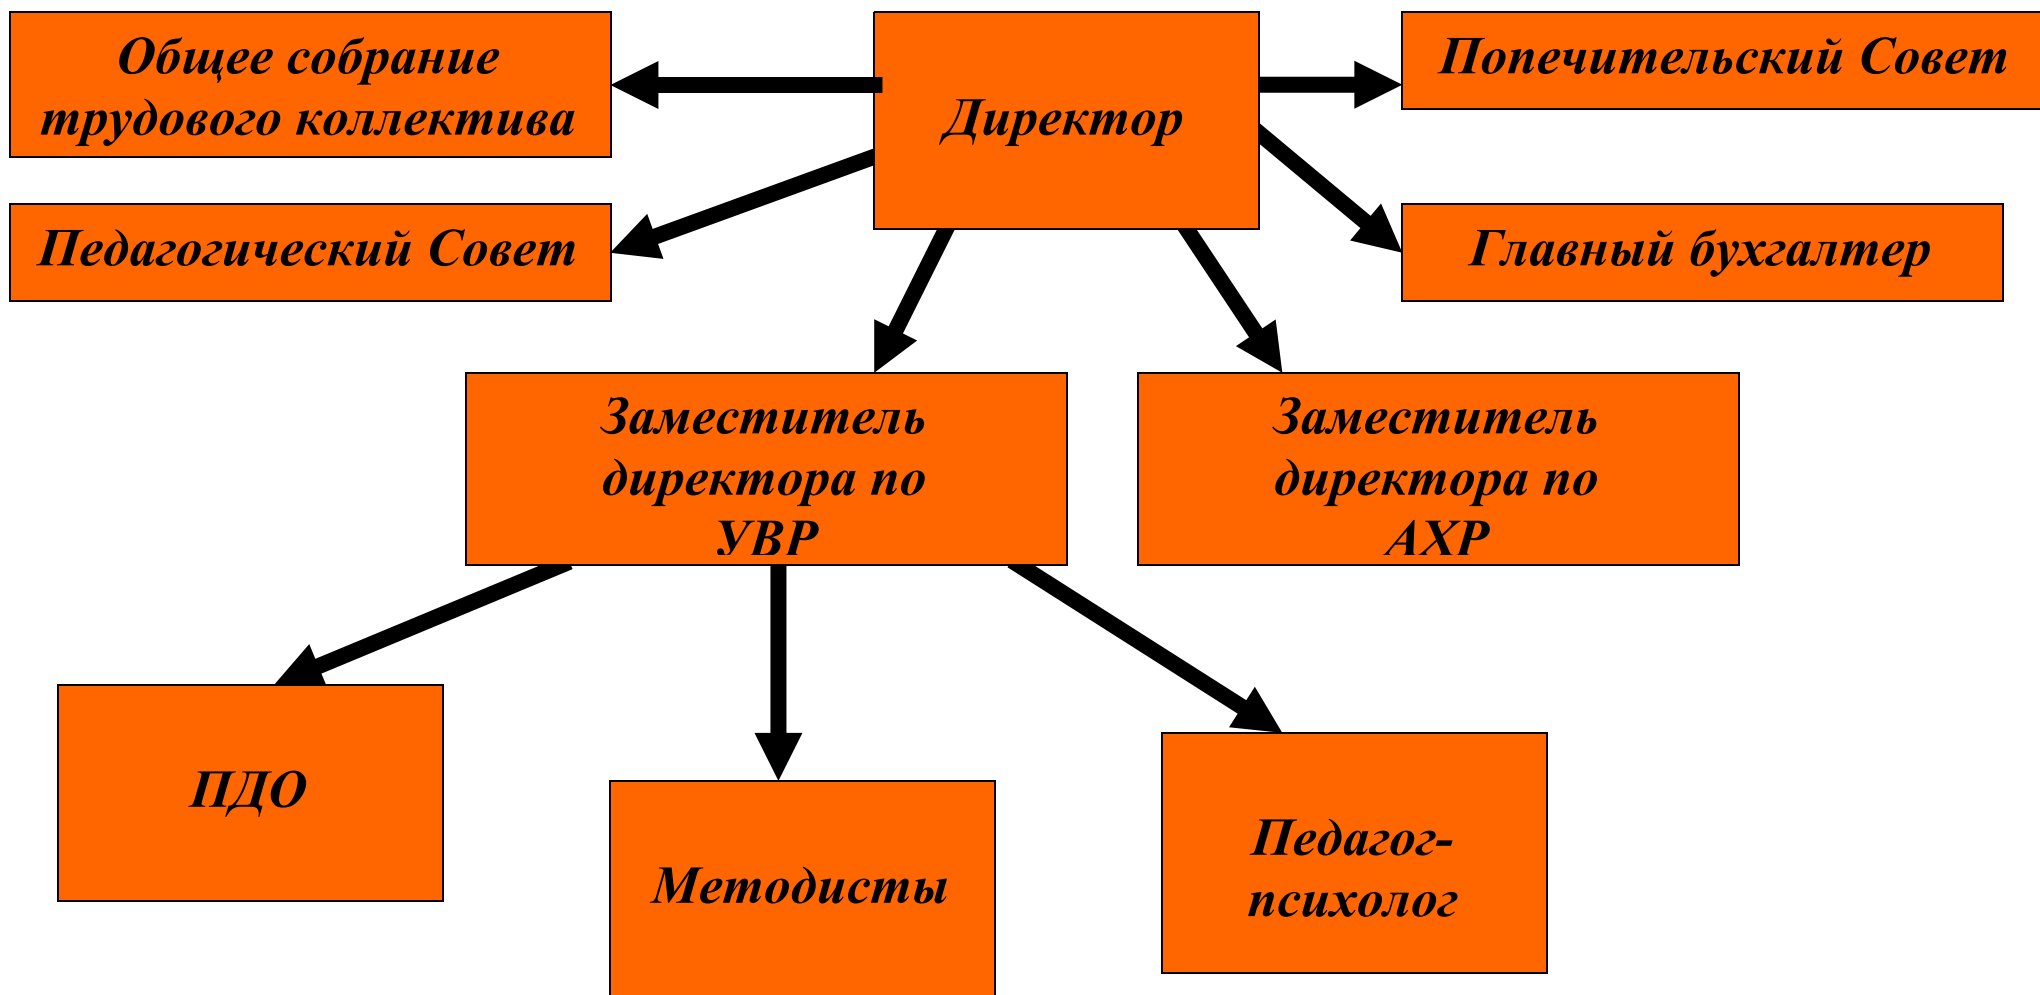 Общее собрание
трудового коллектива
Директор
Попечительский Совет
Педагогический Совет
Главный бухгалтер
Заместитель
директора по
УВР
Заместитель
директора по
АХР
ПДО
Методисты
Педагог-
психолог